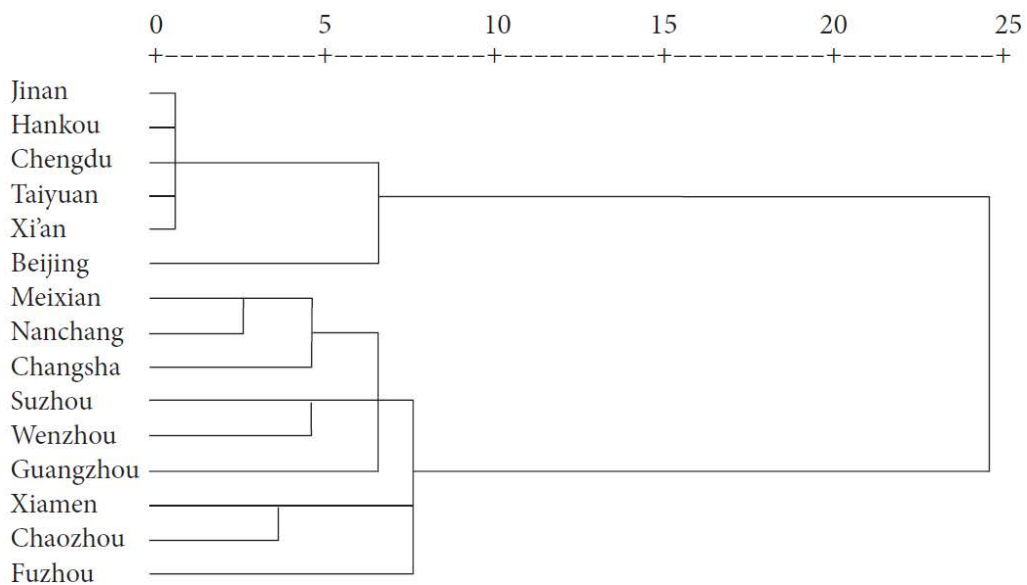 0 5 10 15 20 25
+---------+---------+---------+---------+---------+
Jinan
Hankou
Chengdu
Taiyuan
Xi’an
Beijing
Meixian
Nanchang
Changsha
Suzhou
Wenzhou
Guangzhou
Xiamen
Chaozhou
Fuzhou